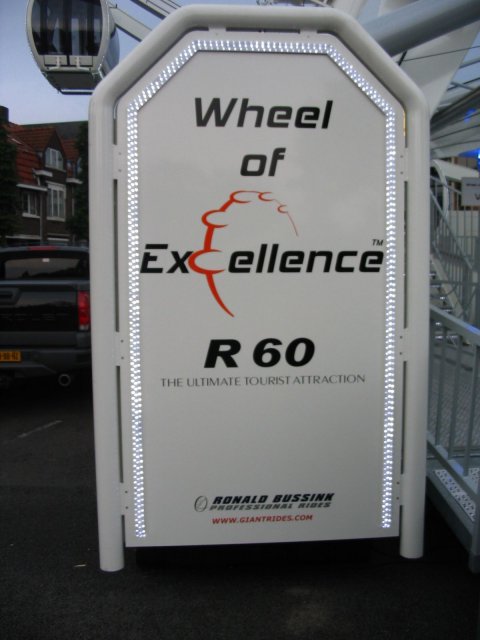 Wheel
of
Excellence™
R 60
THE ULTIMATE TOURIST ATTRACTION
RONALD BUSSINK
PROFESSIONAL RIDES
WWW.GIANTRIDES.COM